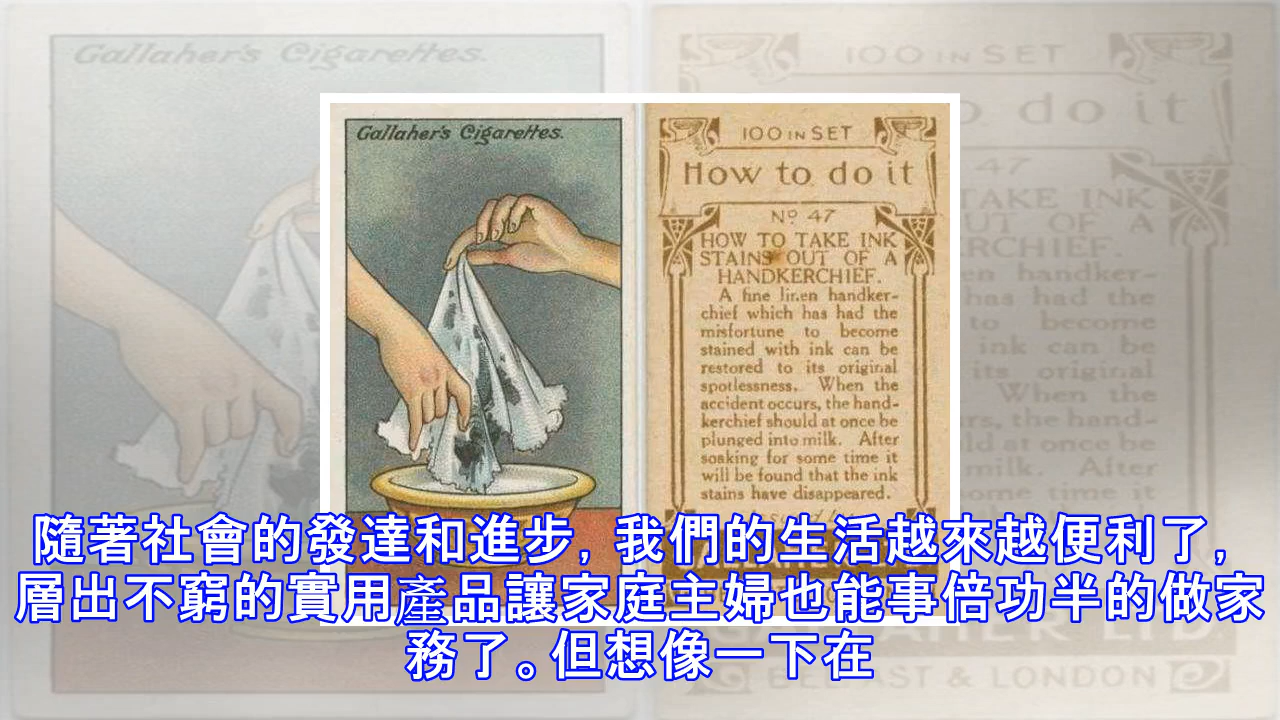 Gallaher's Cigarettes.
100 IN SET
How to do it
Nº 47
HOW TO TAKE INK
STAINS OUT OF A
HANDKERCHIEF.
A fine linen handker-
chief which has had the
misfortune to become
stained with ink can be
restored to its original
spotlessness. When the
accident occurs, the hand-
kerchief should at once be
plunged into milk. After
soaking for some time it
will be found that the ink
stains have disappeared.
隨著社會的發達和進步, 我們的生活越來越便利了,
層出不窮的實用產品讓家庭主婦也能事倍功半的做家
務了。但想像一下在
BELFAST & LONDON